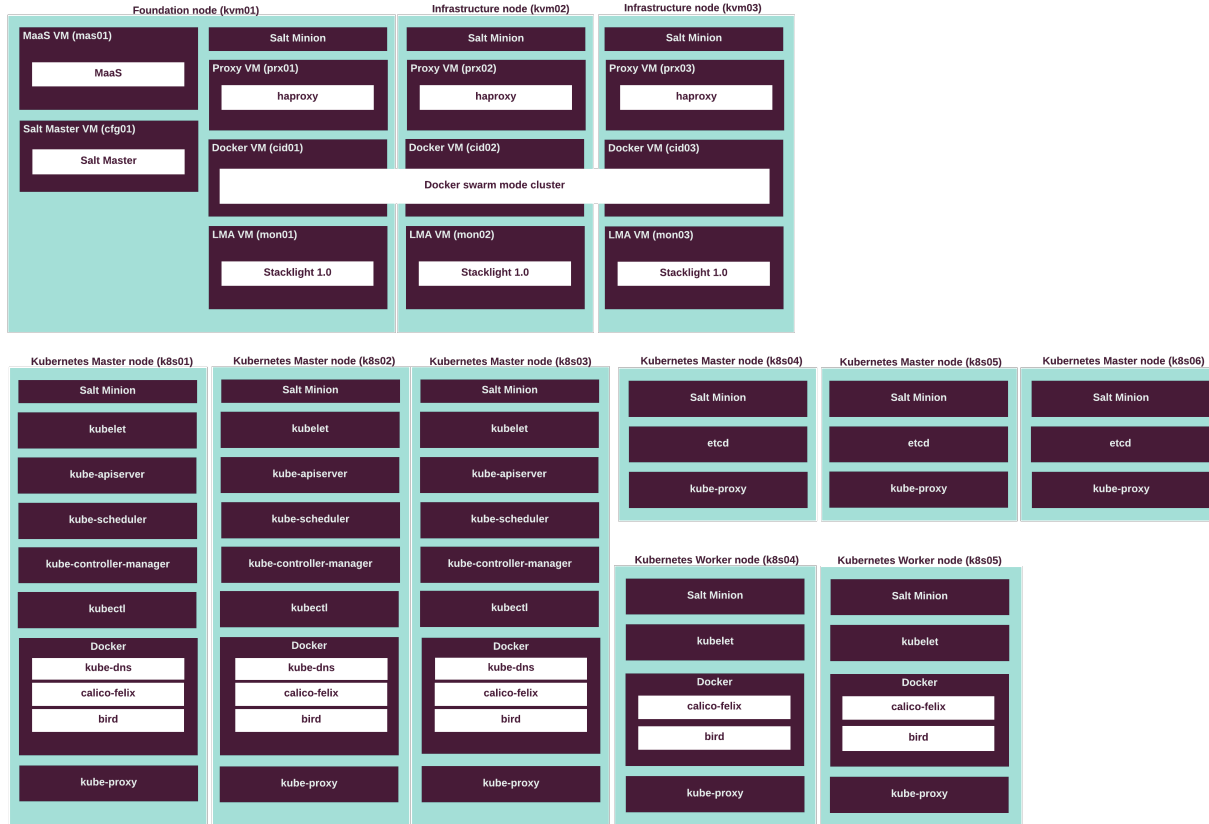 Foundation node (kvm01)
MaaS VM (mas01)
MaaS
Salt Master VM (cfg01)
Salt Master
Salt Minion
Proxy VM (prx01)
haproxy
Docker VM (cid01)
LMA VM (mon01)
Stacklight 1.0
Infrastructure node (kvm02)
Salt Minion
Proxy VM (prx02)
haproxy
Docker VM (cid02)
Docker swarm mode cluster
LMA VM (mon02)
Stacklight 1.0
Infrastructure node (kvm03)
Salt Minion
Proxy VM (prx03)
haproxy
Docker VM (cid03)
LMA VM (mon03)
Stacklight 1.0
Kubernetes Master node (k8s01)
Salt Minion
kubelet
kube-apiserver
kube-scheduler
kube-controller-manager
kubectl
Docker
kube-dns
calico-felix
bird
kube-proxy
Kubernetes Master node (k8s02)
Salt Minion
kubelet
kube-apiserver
kube-scheduler
kube-controller-manager
kubectl
Docker
kube-dns
calico-felix
bird
kube-proxy
Kubernetes Master node (k8s03)
Salt Minion
kubelet
kube-apiserver
kube-scheduler
kube-controller-manager
kubectl
Docker
kube-dns
calico-felix
bird
kube-proxy
Kubernetes Master node (k8s04)
Salt Minion
etcd
kube-proxy
Kubernetes Master node (k8s05)
Salt Minion
etcd
kube-proxy
Kubernetes Master node (k8s06)
Salt Minion
etcd
kube-proxy
Kubernetes Worker node (k8s04)
Salt Minion
kubelet
Docker
calico-felix
bird
kube-proxy
Kubernetes Worker node (k8s05)
Salt Minion
kubelet
Docker
calico-felix
bird
kube-proxy